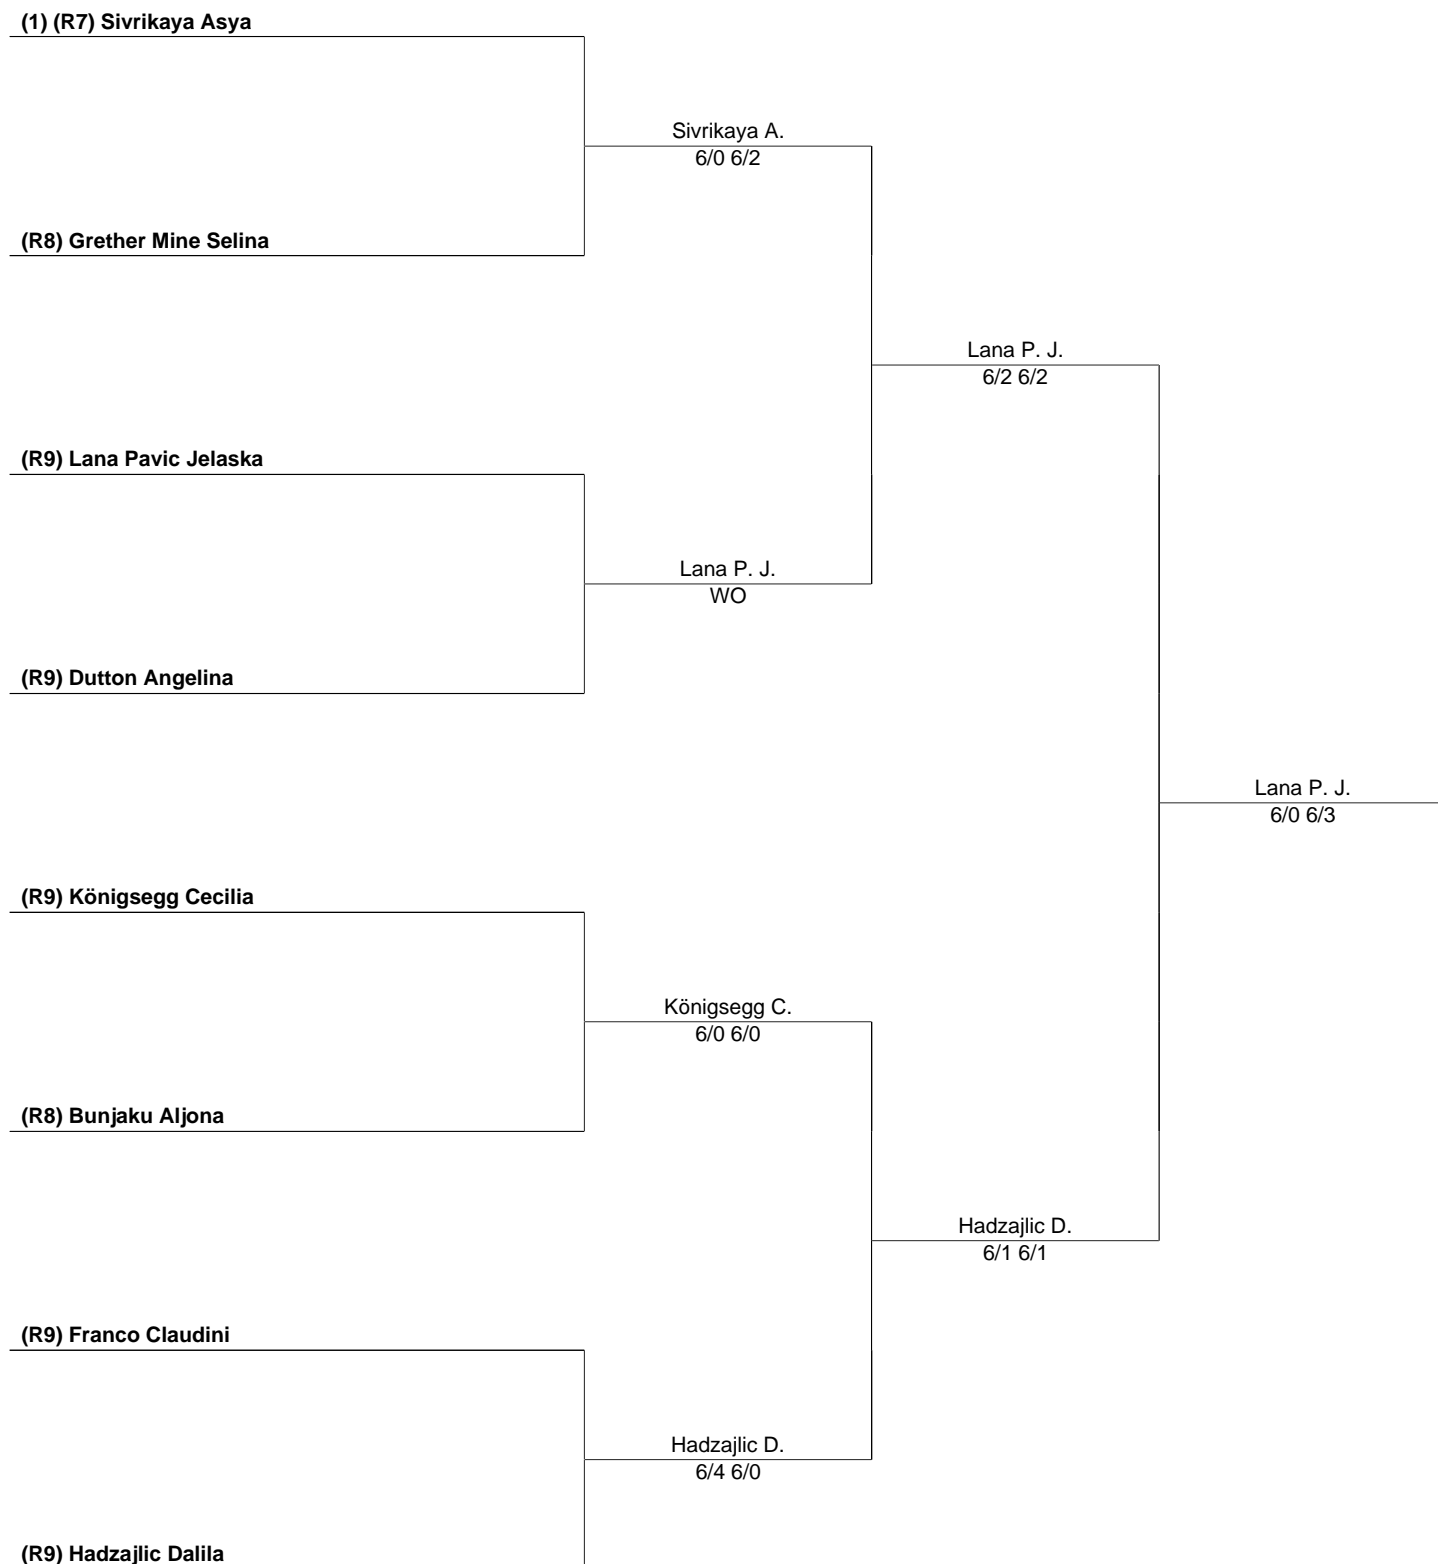 (1) (R7) Sivrikaya Asya
Sivrikaya A.
6/0 6/2
(R8) Grether Mine Selina
Lana P. J.
6/2 6/2
(R9) Lana Pavic Jelaska
Lana P. J.
WO
(R9) Dutton Angelina
Lana P. J.
6/0 6/3
(R9) Königsegg Cecilia
Königsegg C.
6/0 6/0
(R8) Bunjaku Aljona
Hadzajlic D.
6/1 6/1
(R9) Franco Claudini
Hadzajlic D.
6/4 6/0
(R9) Hadzajlic Dalila